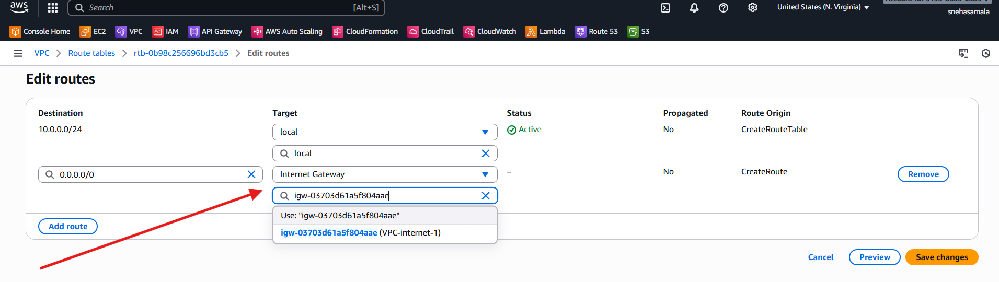 aws
Search [Alt+S]
United States (N. Virginia)
snehasamala
Console Home EC2 VPC IAM API Gateway AWS Auto Scaling CloudFormation CloudTrail CloudWatch Lambda Route 53 S3
VPC Route tables rtb-0b98c256696bd3cb5 Edit routes
Edit routes
Destination Target Status Propagated Route Origin
10.0.0.0/24 local Active No CreateRouteTable
local
0.0.0.0/0 Internet Gateway – No CreateRoute Remove
igw-03703d61a5f804aae
Use: "igw-03703d61a5f804aae"
Add route igw-03703d61a5f804aae (VPC-internet-1)
Cancel Preview Save changes